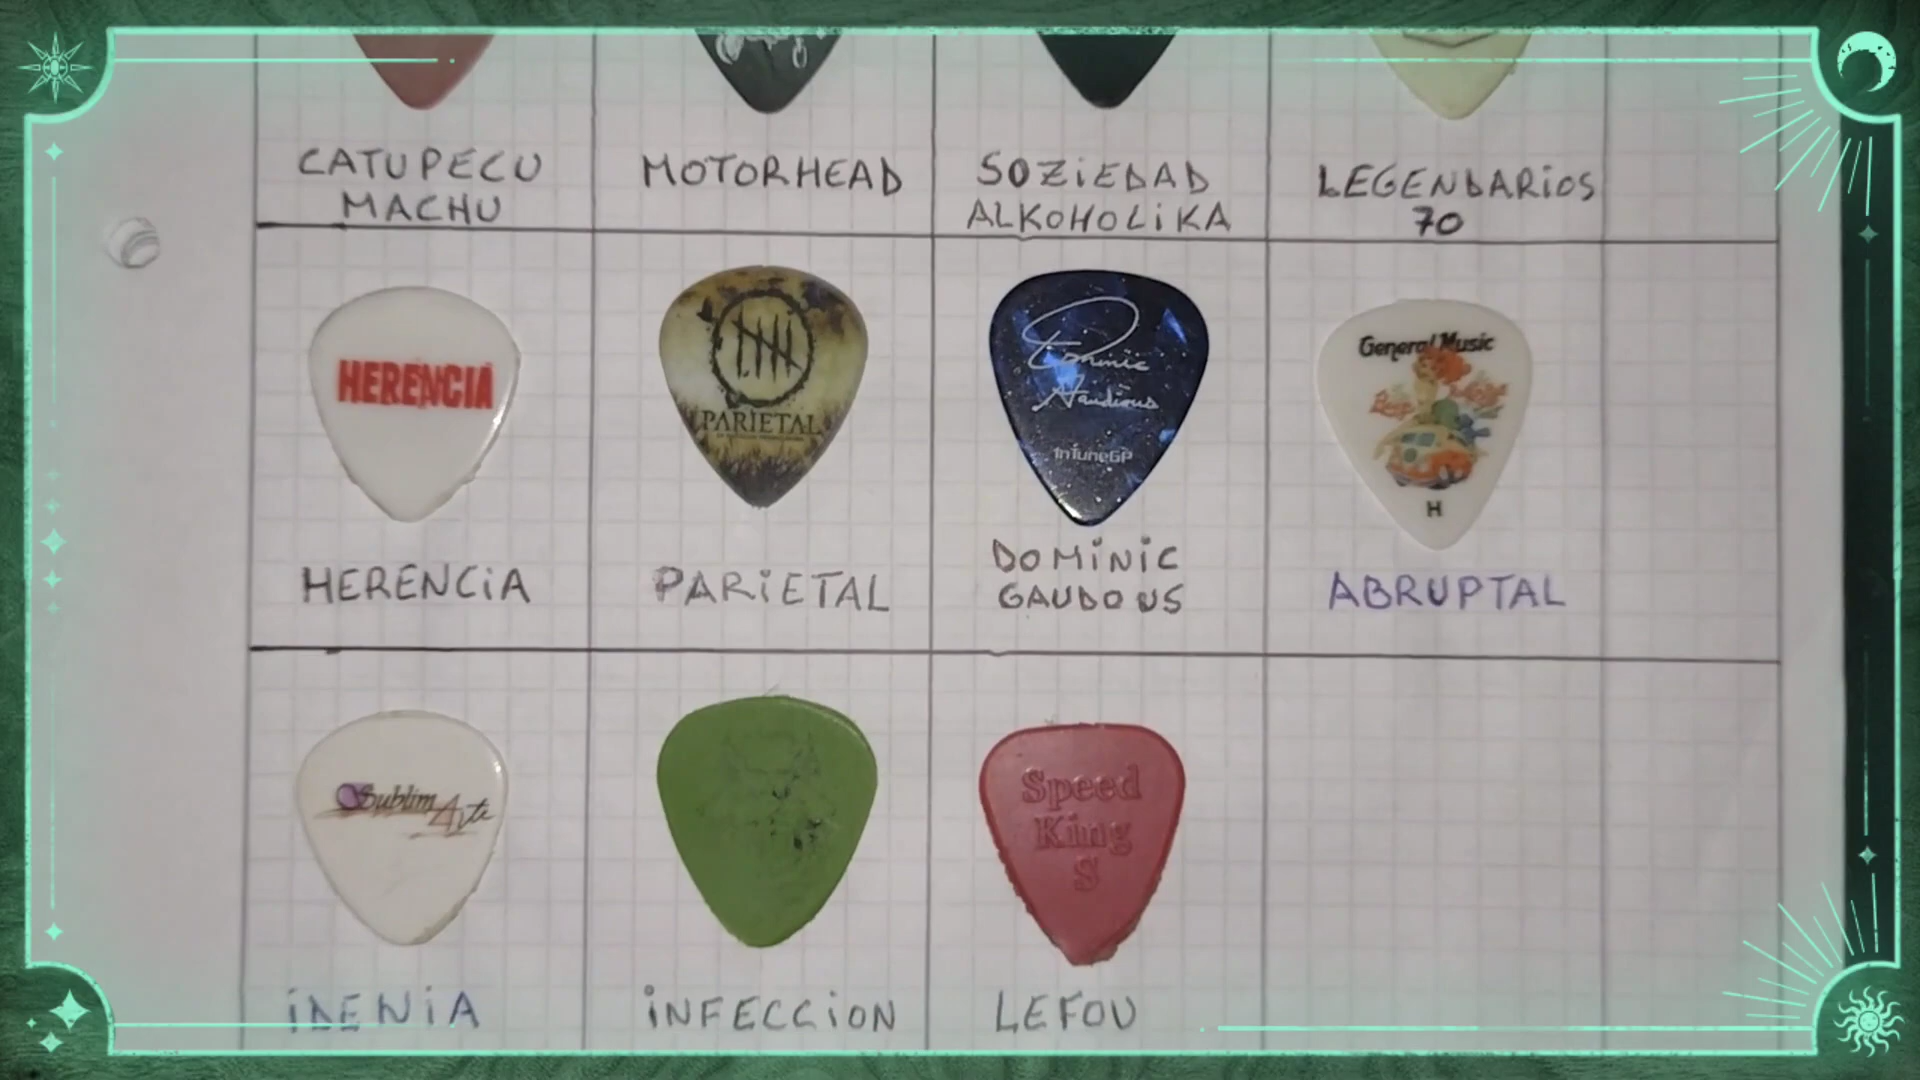 CATUPECU
MACHU
MOTORHEAD
SOZiEDAD
ALKOHOLiKA
LEGENDARiOS
70
HERENCIA
HERENCiA
PARIETAL
PARiETAL
Dominic
Gaudious
InTuneGP
DOMiNiC
GAUDOUS
General Music
H
ABRUPTAL
SublimArte
iDENiA
iNFECCiON
Speed
King
S
LEFOU